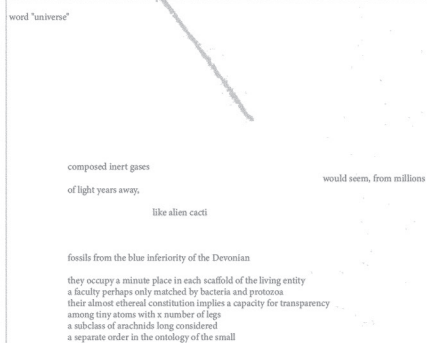 word "universe"
composed inert gases
would seem, from millions
of light years away,
like alien cacti
fossils from the blue inferiority of the Devonian
they occupy a minute place in each scaffold of the living entity
a faculty perhaps only matched by bacteria and protozoa
their almost ethereal constitution implies a capacity for transparency
among tiny atoms with x number of legs
a subclass of arachnids long considered
a separate order in the ontology of the small